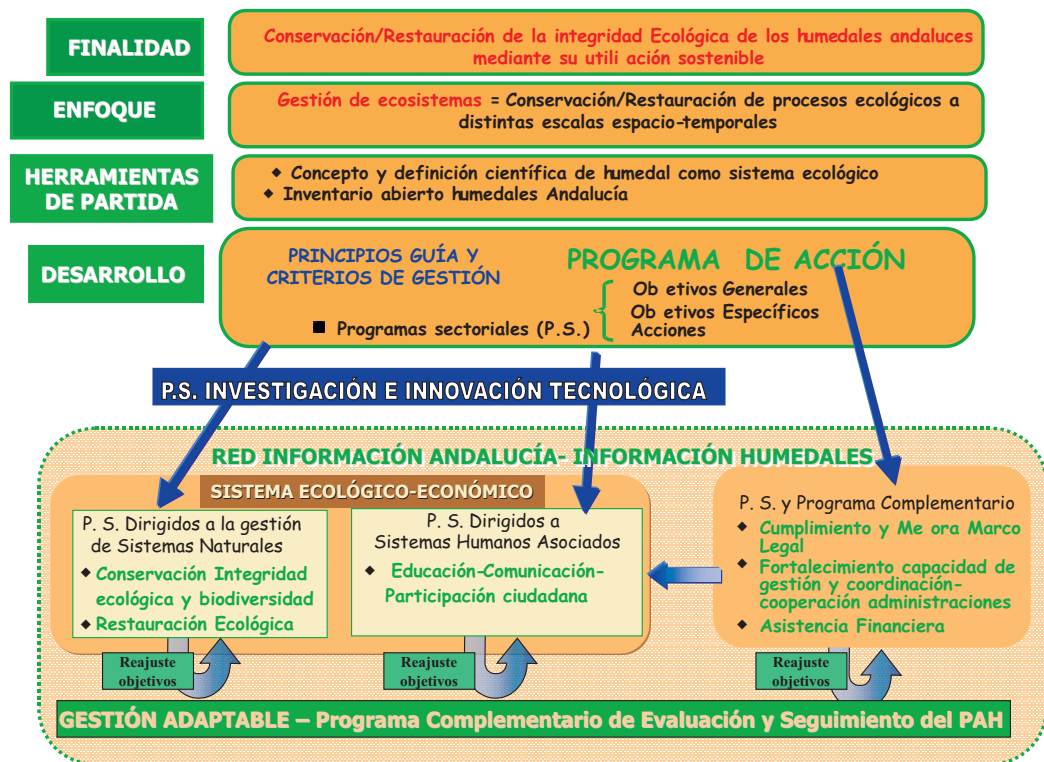 FINALIDAD
Conservación/Restauración de la integridad Ecológica de los humedales andaluces
mediante su utili ación sostenible
ENFOQUE
Gestión de ecosistemas = Conservación/Restauración de procesos ecológicos a
distintas escalas espacio-temporales
HERRAMIENTAS
DE PARTIDA
◆ Concepto y definición científica de humedal como sistema ecológico
◆ Inventario abierto humedales Andalucía
DESARROLLO
PRINCIPIOS GUÍA Y
CRITERIOS DE GESTIÓN
PROGRAMA DE ACCIÓN
■ Programas sectoriales (P.S.)
Ob etivos Generales
Ob etivos Específicos
Acciones
P.S. INVESTIGACIÓN E INNOVACIÓN TECNOLÓGICA
RED INFORMACIÓN ANDALUCÍA- INFORMACIÓN HUMEDALES
SISTEMA ECOLÓGICO-ECONÓMICO
P. S. Dirigidos a la gestión
de Sistemas Naturales
◆ Conservación Integridad
ecológica y biodiversidad
◆ Restauración Ecológica
P. S. Dirigidos a
Sistemas Humanos Asociados
◆ Educación-Comunicación-
Participación ciudadana
P. S. y Programa Complementario
◆ Cumplimiento y Me ora Marco
Legal
◆ Fortalecimiento capacidad de
gestión y coordinación-
cooperación administraciones
◆ Asistencia Financiera
Reajuste
objetivos
Reajuste
objetivos
Reajuste
objetivos
GESTIÓN ADAPTABLE – Programa Complementario de Evaluación y Seguimiento del PAH